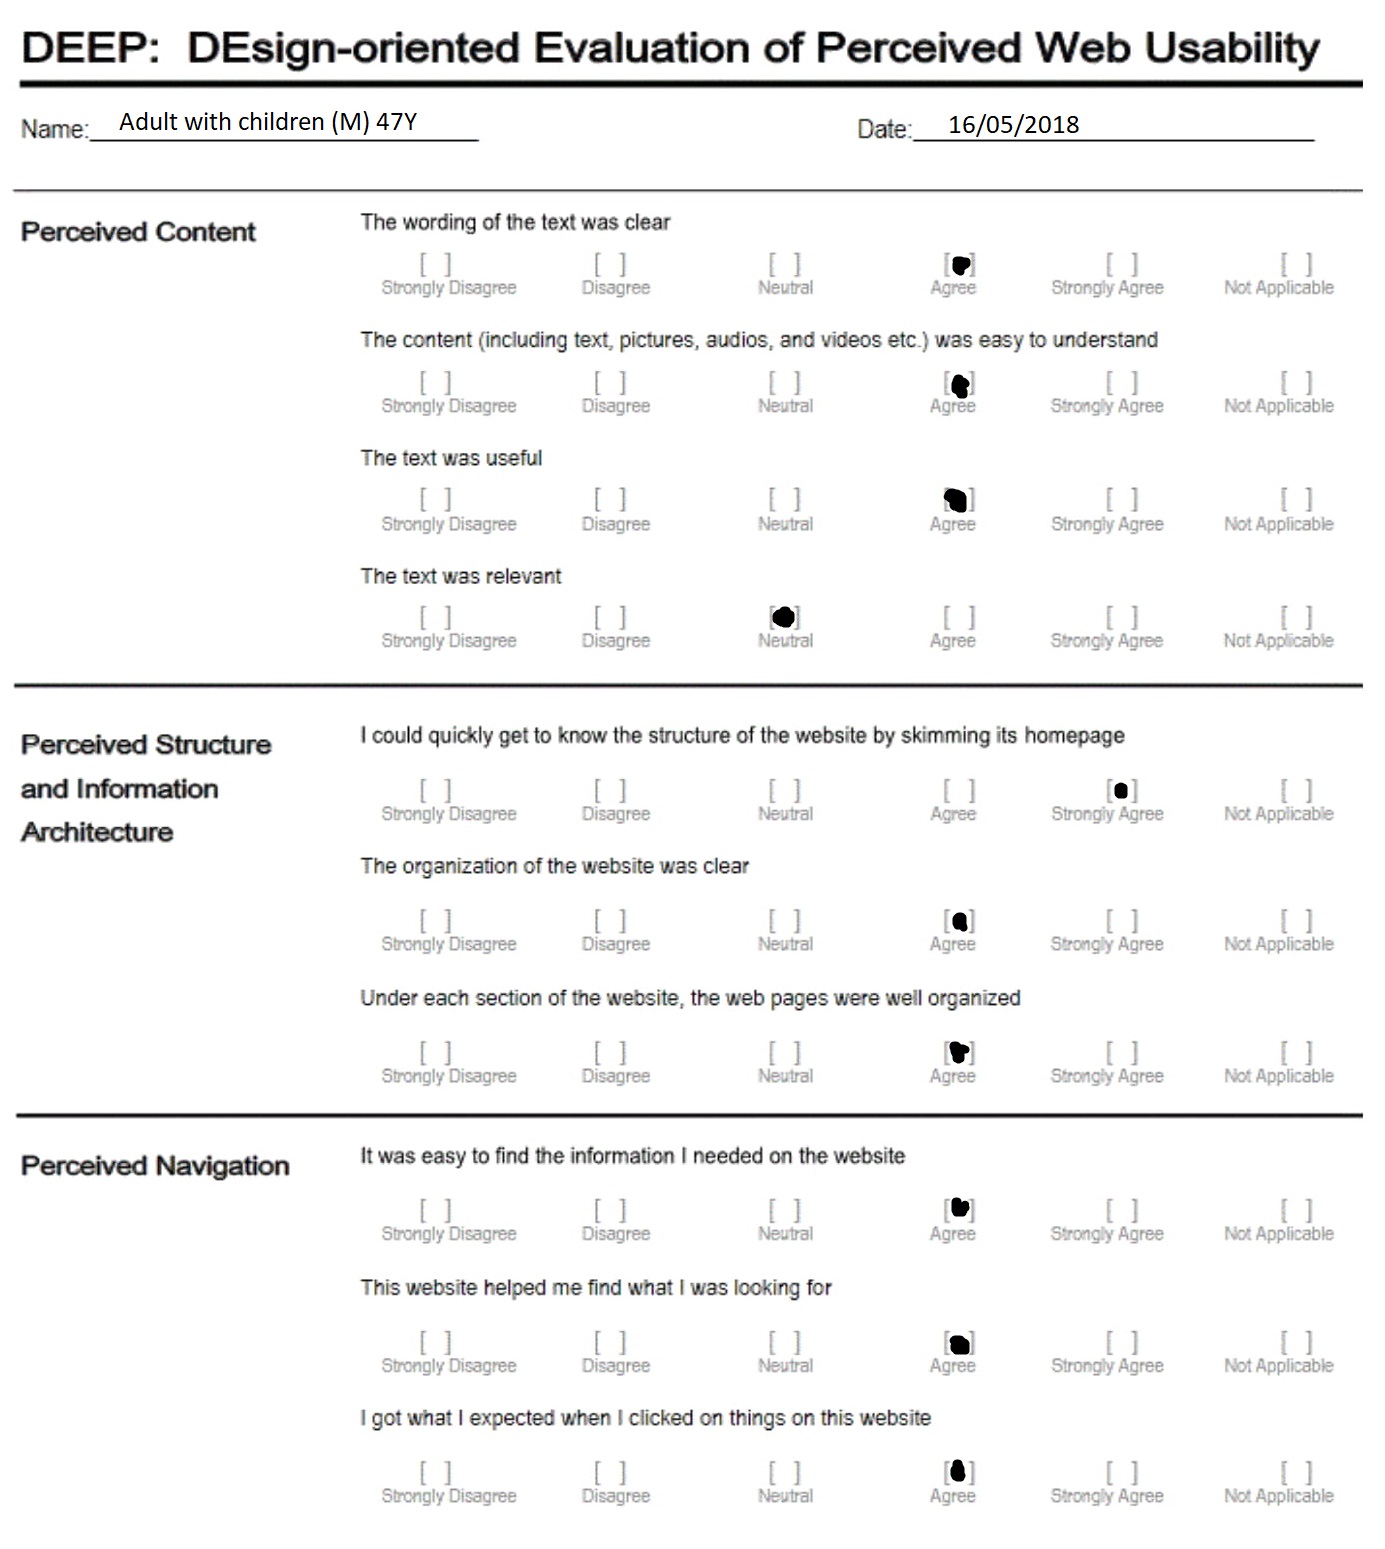 DEEP: DEsign-oriented Evaluation of Perceived Web Usability
Name: Adult with children (M) 47Y Date: 16/05/2018
Perceived Content
The wording of the text was clear
[ ] [ ] [ ] [ ] [ ] [ ]
Strongly Disagree Disagree Neutral Agree Strongly Agree Not Applicable
The content (including text, pictures, audios, and videos etc.) was easy to understand
[ ] [ ] [ ] [ ] [ ] [ ]
Strongly Disagree Disagree Neutral Agree Strongly Agree Not Applicable
The text was useful
[ ] [ ] [ ] [ ] [ ] [ ]
Strongly Disagree Disagree Neutral Agree Strongly Agree Not Applicable
The text was relevant
[ ] [ ] [ ] [ ] [ ] [ ]
Strongly Disagree Disagree Neutral Agree Strongly Agree Not Applicable
Perceived Structure
and Information
Architecture
I could quickly get to know the structure of the website by skimming its homepage
[ ] [ ] [ ] [ ] [ ] [ ]
Strongly Disagree Disagree Neutral Agree Strongly Agree Not Applicable
The organization of the website was clear
[ ] [ ] [ ] [ ] [ ] [ ]
Strongly Disagree Disagree Neutral Agree Strongly Agree Not Applicable
Under each section of the website, the web pages were well organized
[ ] [ ] [ ] [ ] [ ] [ ]
Strongly Disagree Disagree Neutral Agree Strongly Agree Not Applicable
Perceived Navigation
It was easy to find the information I needed on the website
[ ] [ ] [ ] [ ] [ ] [ ]
Strongly Disagree Disagree Neutral Agree Strongly Agree Not Applicable
This website helped me find what I was looking for
[ ] [ ] [ ] [ ] [ ] [ ]
Strongly Disagree Disagree Neutral Agree Strongly Agree Not Applicable
I got what I expected when I clicked on things on this website
[ ] [ ] [ ] [ ] [ ] [ ]
Strongly Disagree Disagree Neutral Agree Strongly Agree Not Applicable